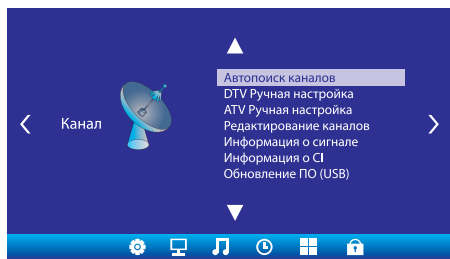 Канал
Автопоиск каналов
DTV Ручная настройка
ATV Ручная настройка
Редактирование каналов
Информация о сигнале
Информация о CI
Обновление ПО (USB)